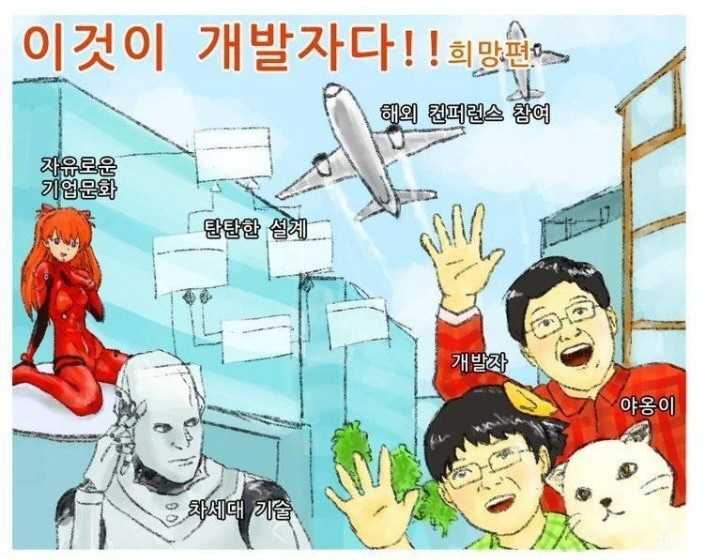 이것이 개발자다!! 희망편
해외 컨퍼런스 참여
자유로운
기업문화
탄탄한 설계
개발자
야옹이
차세대 기술